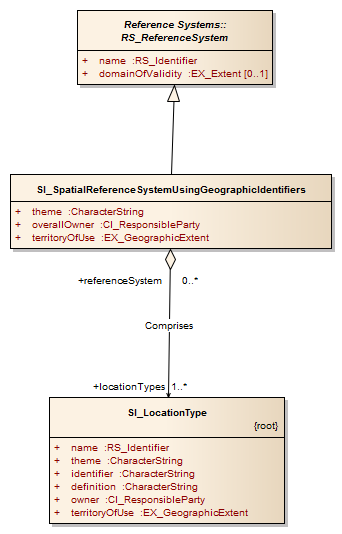 Reference Systems::
RS_ReferenceSystem
+ name :RS_Identifier
+ domainOfValidity :EX_Extent [0..1]
SI_SpatialReferenceSystemUsingGeographicIdentifiers
+ theme :CharacterString
+ overallOwner :CI_ResponsibleParty
+ territoryOfUse :EX_GeographicExtent
+referenceSystem 0..*
Comprises
+locationTypes 1..*
SI_LocationType
{root}
+ name :RS_Identifier
+ theme :CharacterString
+ identifier :CharacterString
+ definition :CharacterString
+ owner :CI_ResponsibleParty
+ territoryOfUse :EX_GeographicExtent